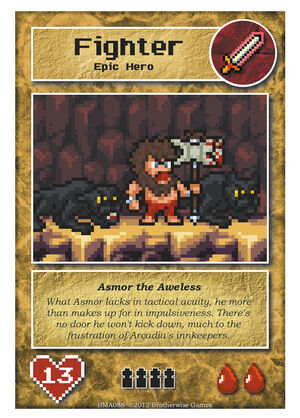 Fighter
Epic Hero
Asmor the Aweless
What Asmor lacks in tactical acuity, he more
than makes up for in impulsiveness. There's
no door he won't kick down, much to the
frustration of Arcadia's innkeepers.
13
BMA088 ©2012 Brotherwise Games